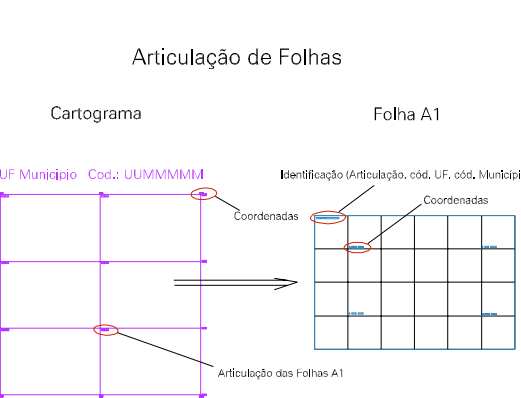 Articulação de Folhas
Cartograma
Folha A1
UF Município Cod.: UUMMMMM
Identificação (Articulação, cód. UF, cód. Municípi
Coordenadas
Coordenadas
Articulação das Folhas A1